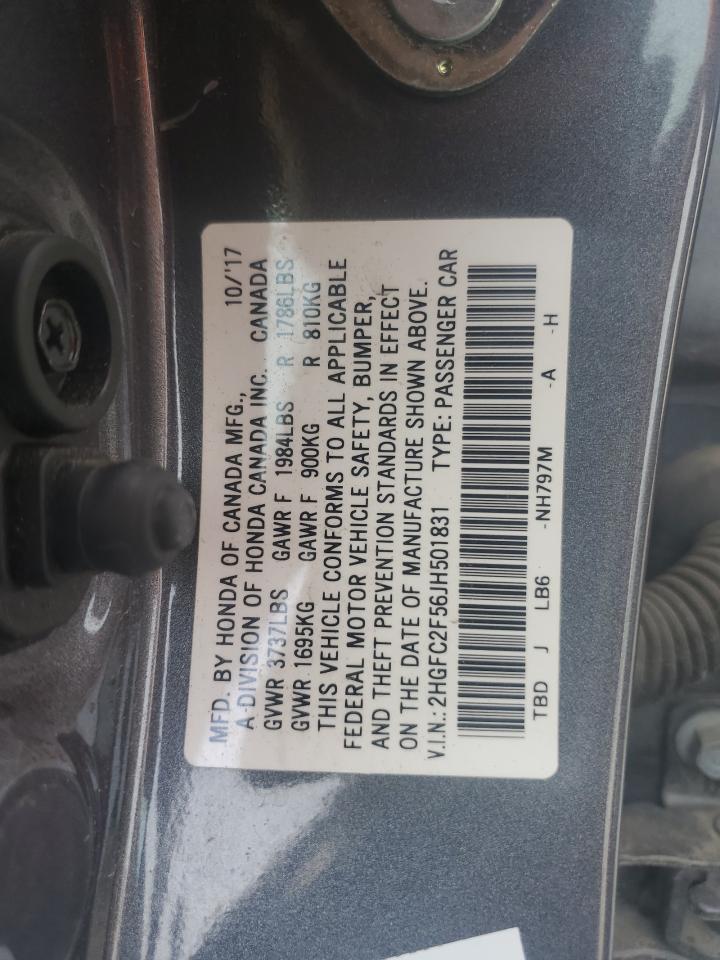 MFD. BY HONDA OF CANADA MFG., 10/'17
A-DIVISION OF HONDA CANADA INC. CANADA
GVWR 3737LBS GAWR F 1984LBS R 1786LBS
GVWR 1695KG GAWR F 900KG R 810KG
THIS VEHICLE CONFORMS TO ALL APPLICABLE
FEDERAL MOTOR VEHICLE SAFETY, BUMPER,
AND THEFT PREVENTION STANDARDS IN EFFECT
ON THE DATE OF MANUFACTURE SHOWN ABOVE.
V.I.N.: 2HGFC2F56JH501831 TYPE: PASSENGER CAR
TBD J LB6 -NH797M -A -H